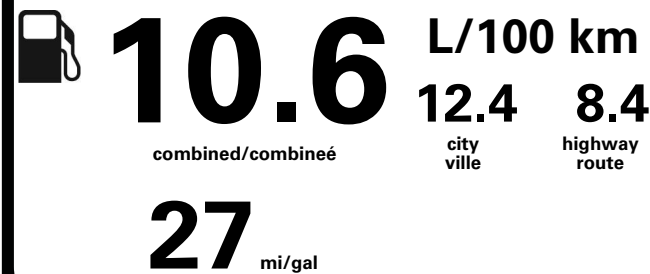 10.6 L/100 km
12.4 8.4
combined/combineé
city highway
ville route
27 mi/gal